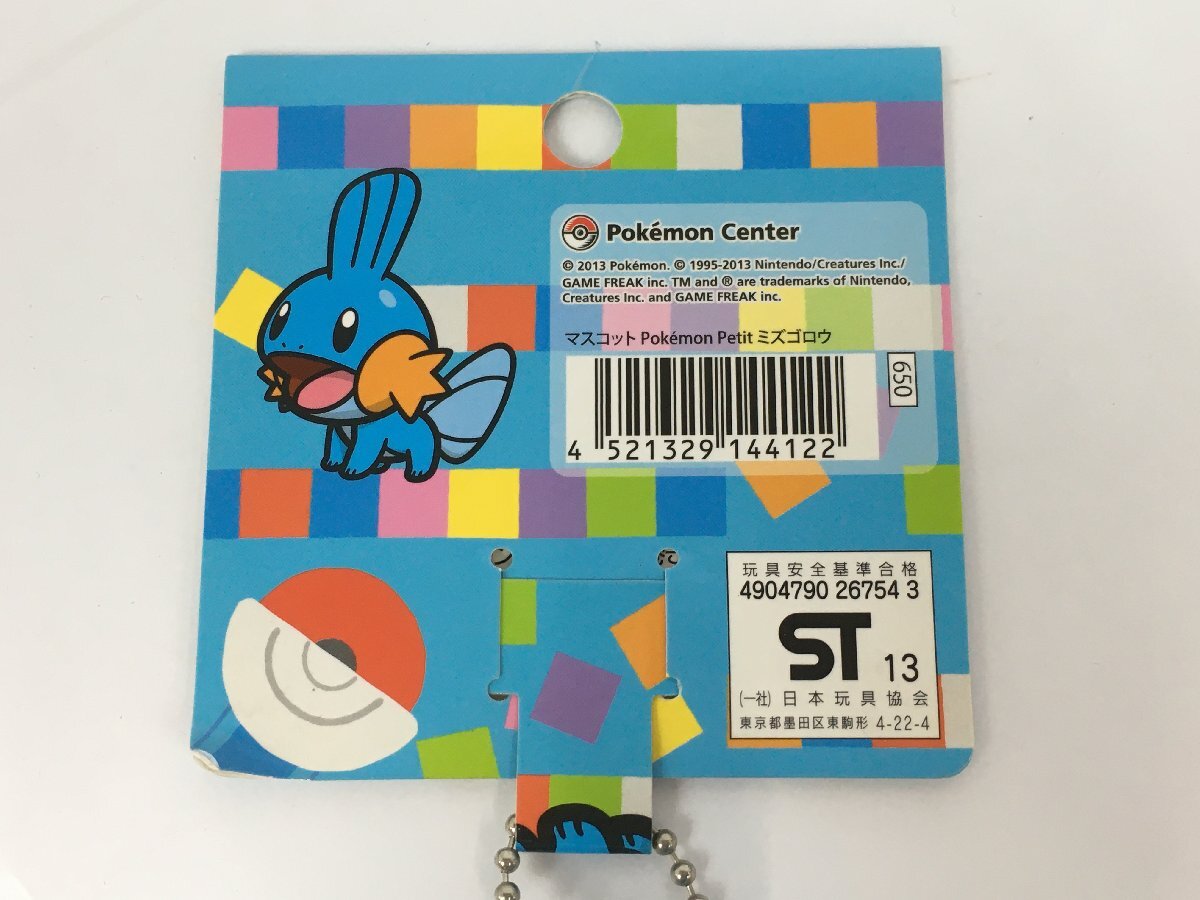 Pokémon Center
© 2013 Pokémon. © 1995-2013 Nintendo/Creatures Inc./
GAME FREAK inc. TM and ® are trademarks of Nintendo,
Creatures Inc. and GAME FREAK inc.
マスコット Pokémon Petit ミズゴロウ
650
4 521329 144122
玩具安全基準合格
4904790 26754 3
ST 13
(一社) 日本玩具協会
東京都墨田区東駒形 4-22-4